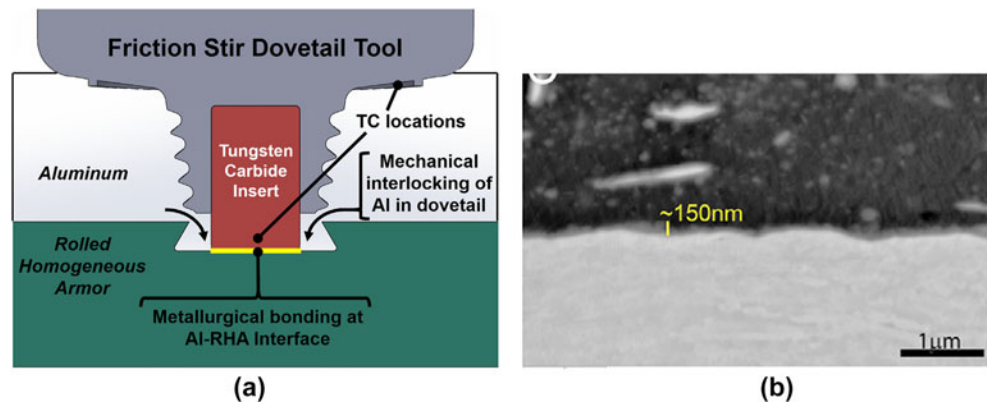 Friction Stir Dovetail Tool
TC locations
Tungsten
Carbide
Insert
Aluminum
Mechanical
interlocking of
Al in dovetail
Rolled
Homogeneous
Armor
Metallurgical bonding at
Al-RHA Interface
(a)
~150nm
1μm
(b)